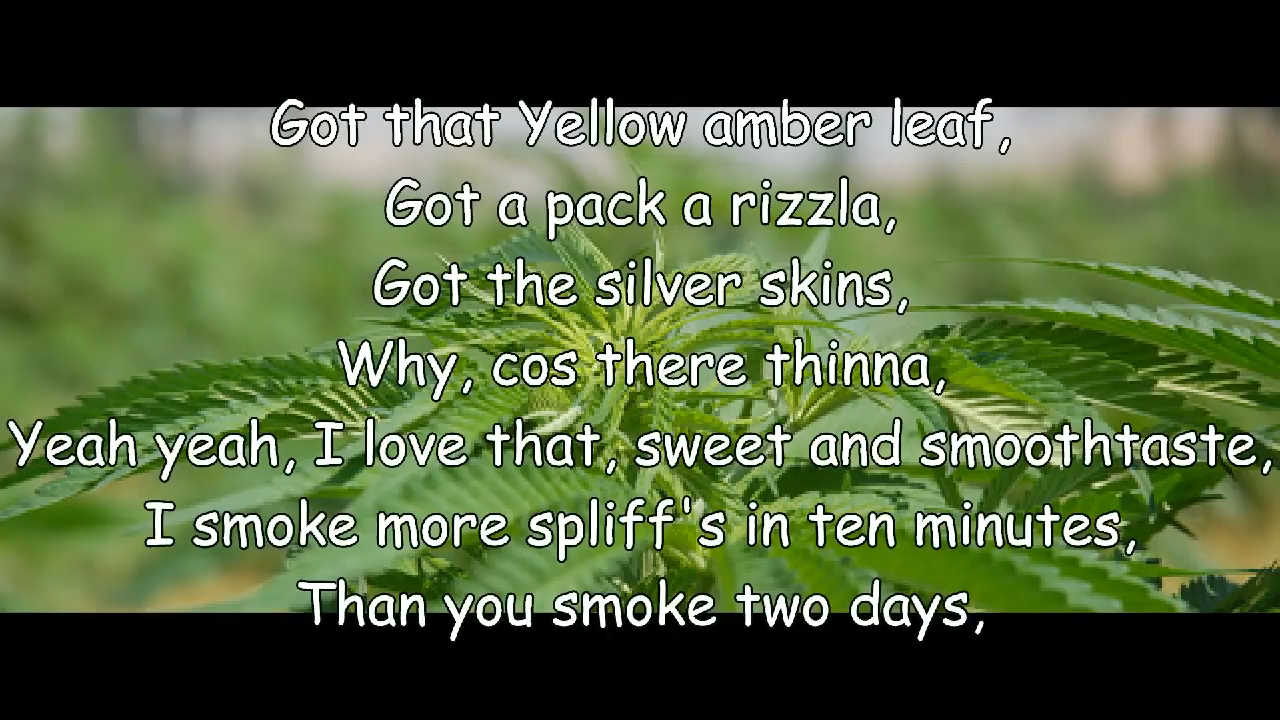 Got that Yellow amber leaf,
Got a pack a rizzla,
Got the silver skins,
Why, cos there thinna,
Yeah yeah, I love that, sweet and smoothtaste,
I smoke more spliff's in ten minutes,
Than you smoke two days,